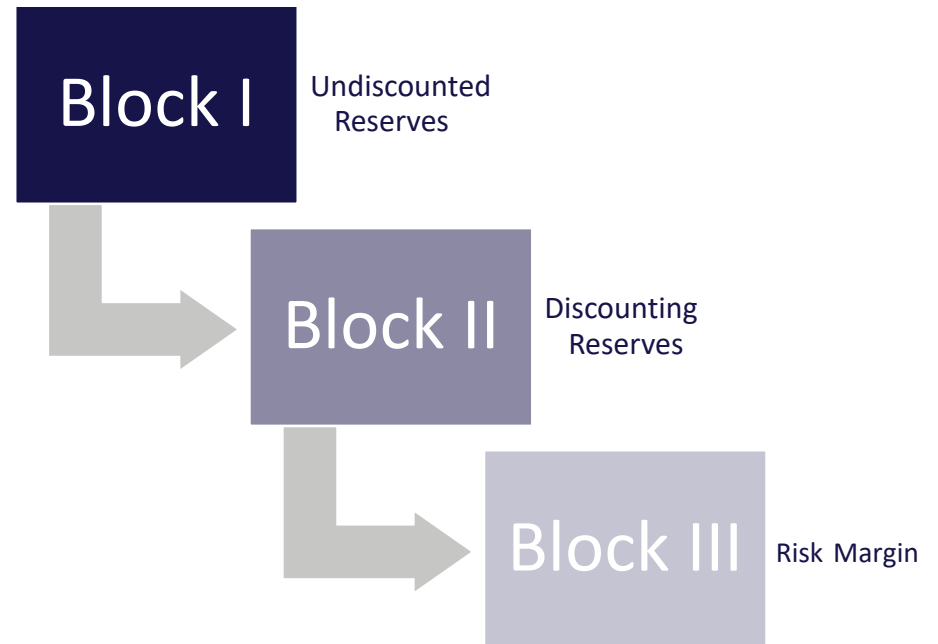 Block I
Undiscounted
Reserves
Block II
Discounting
Reserves
Block III
Risk Margin